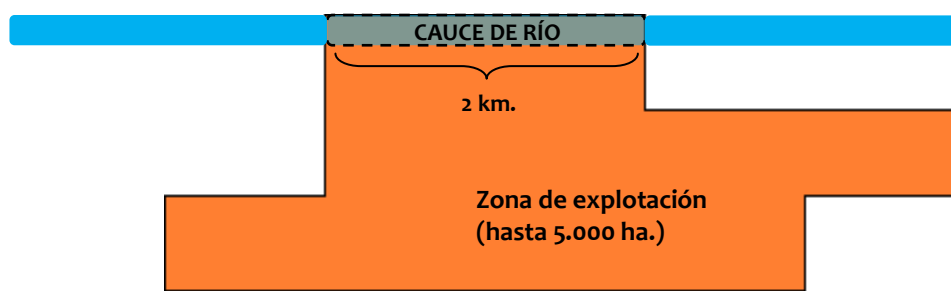 CAUCE DE RÍO
2 km.
Zona de explotación
(hasta 5.000 ha.)